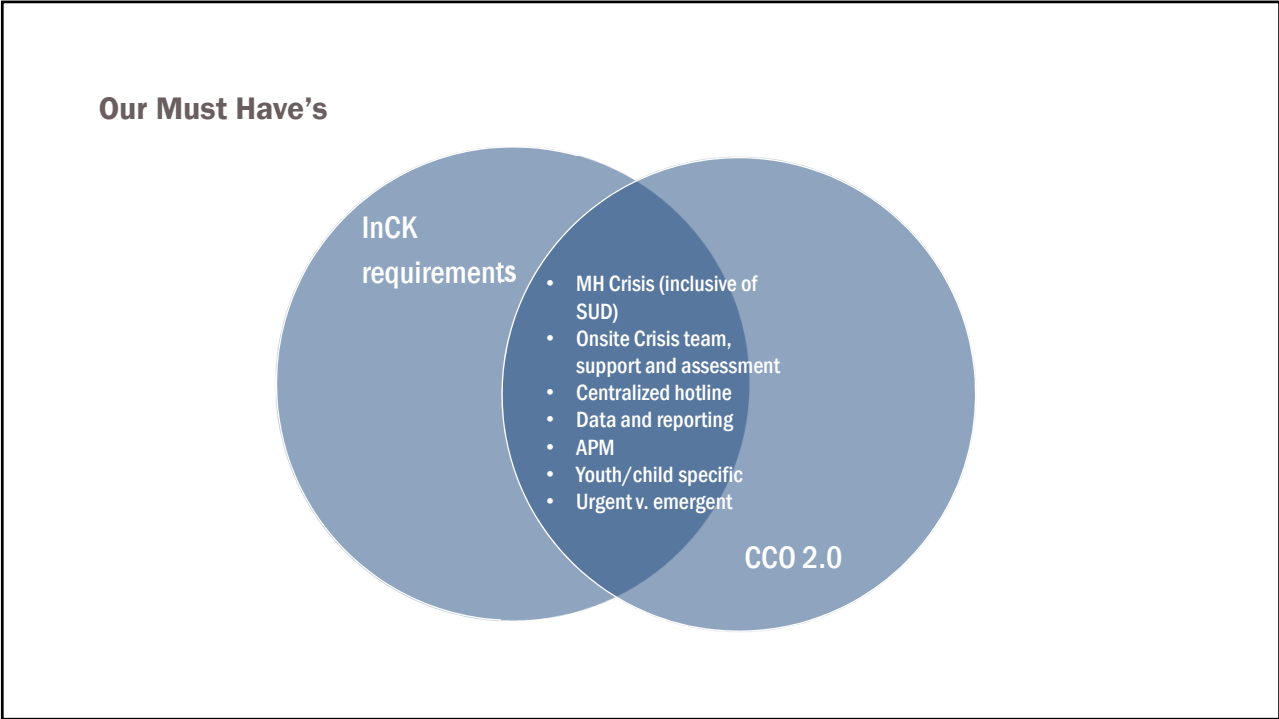 Our Must Have’s
InCK
requirements
• MH Crisis (inclusive of
SUD)
• Onsite Crisis team,
support and assessment
• Centralized hotline
• Data and reporting
• APM
• Youth/child specific
• Urgent v. emergent
CCO 2.0